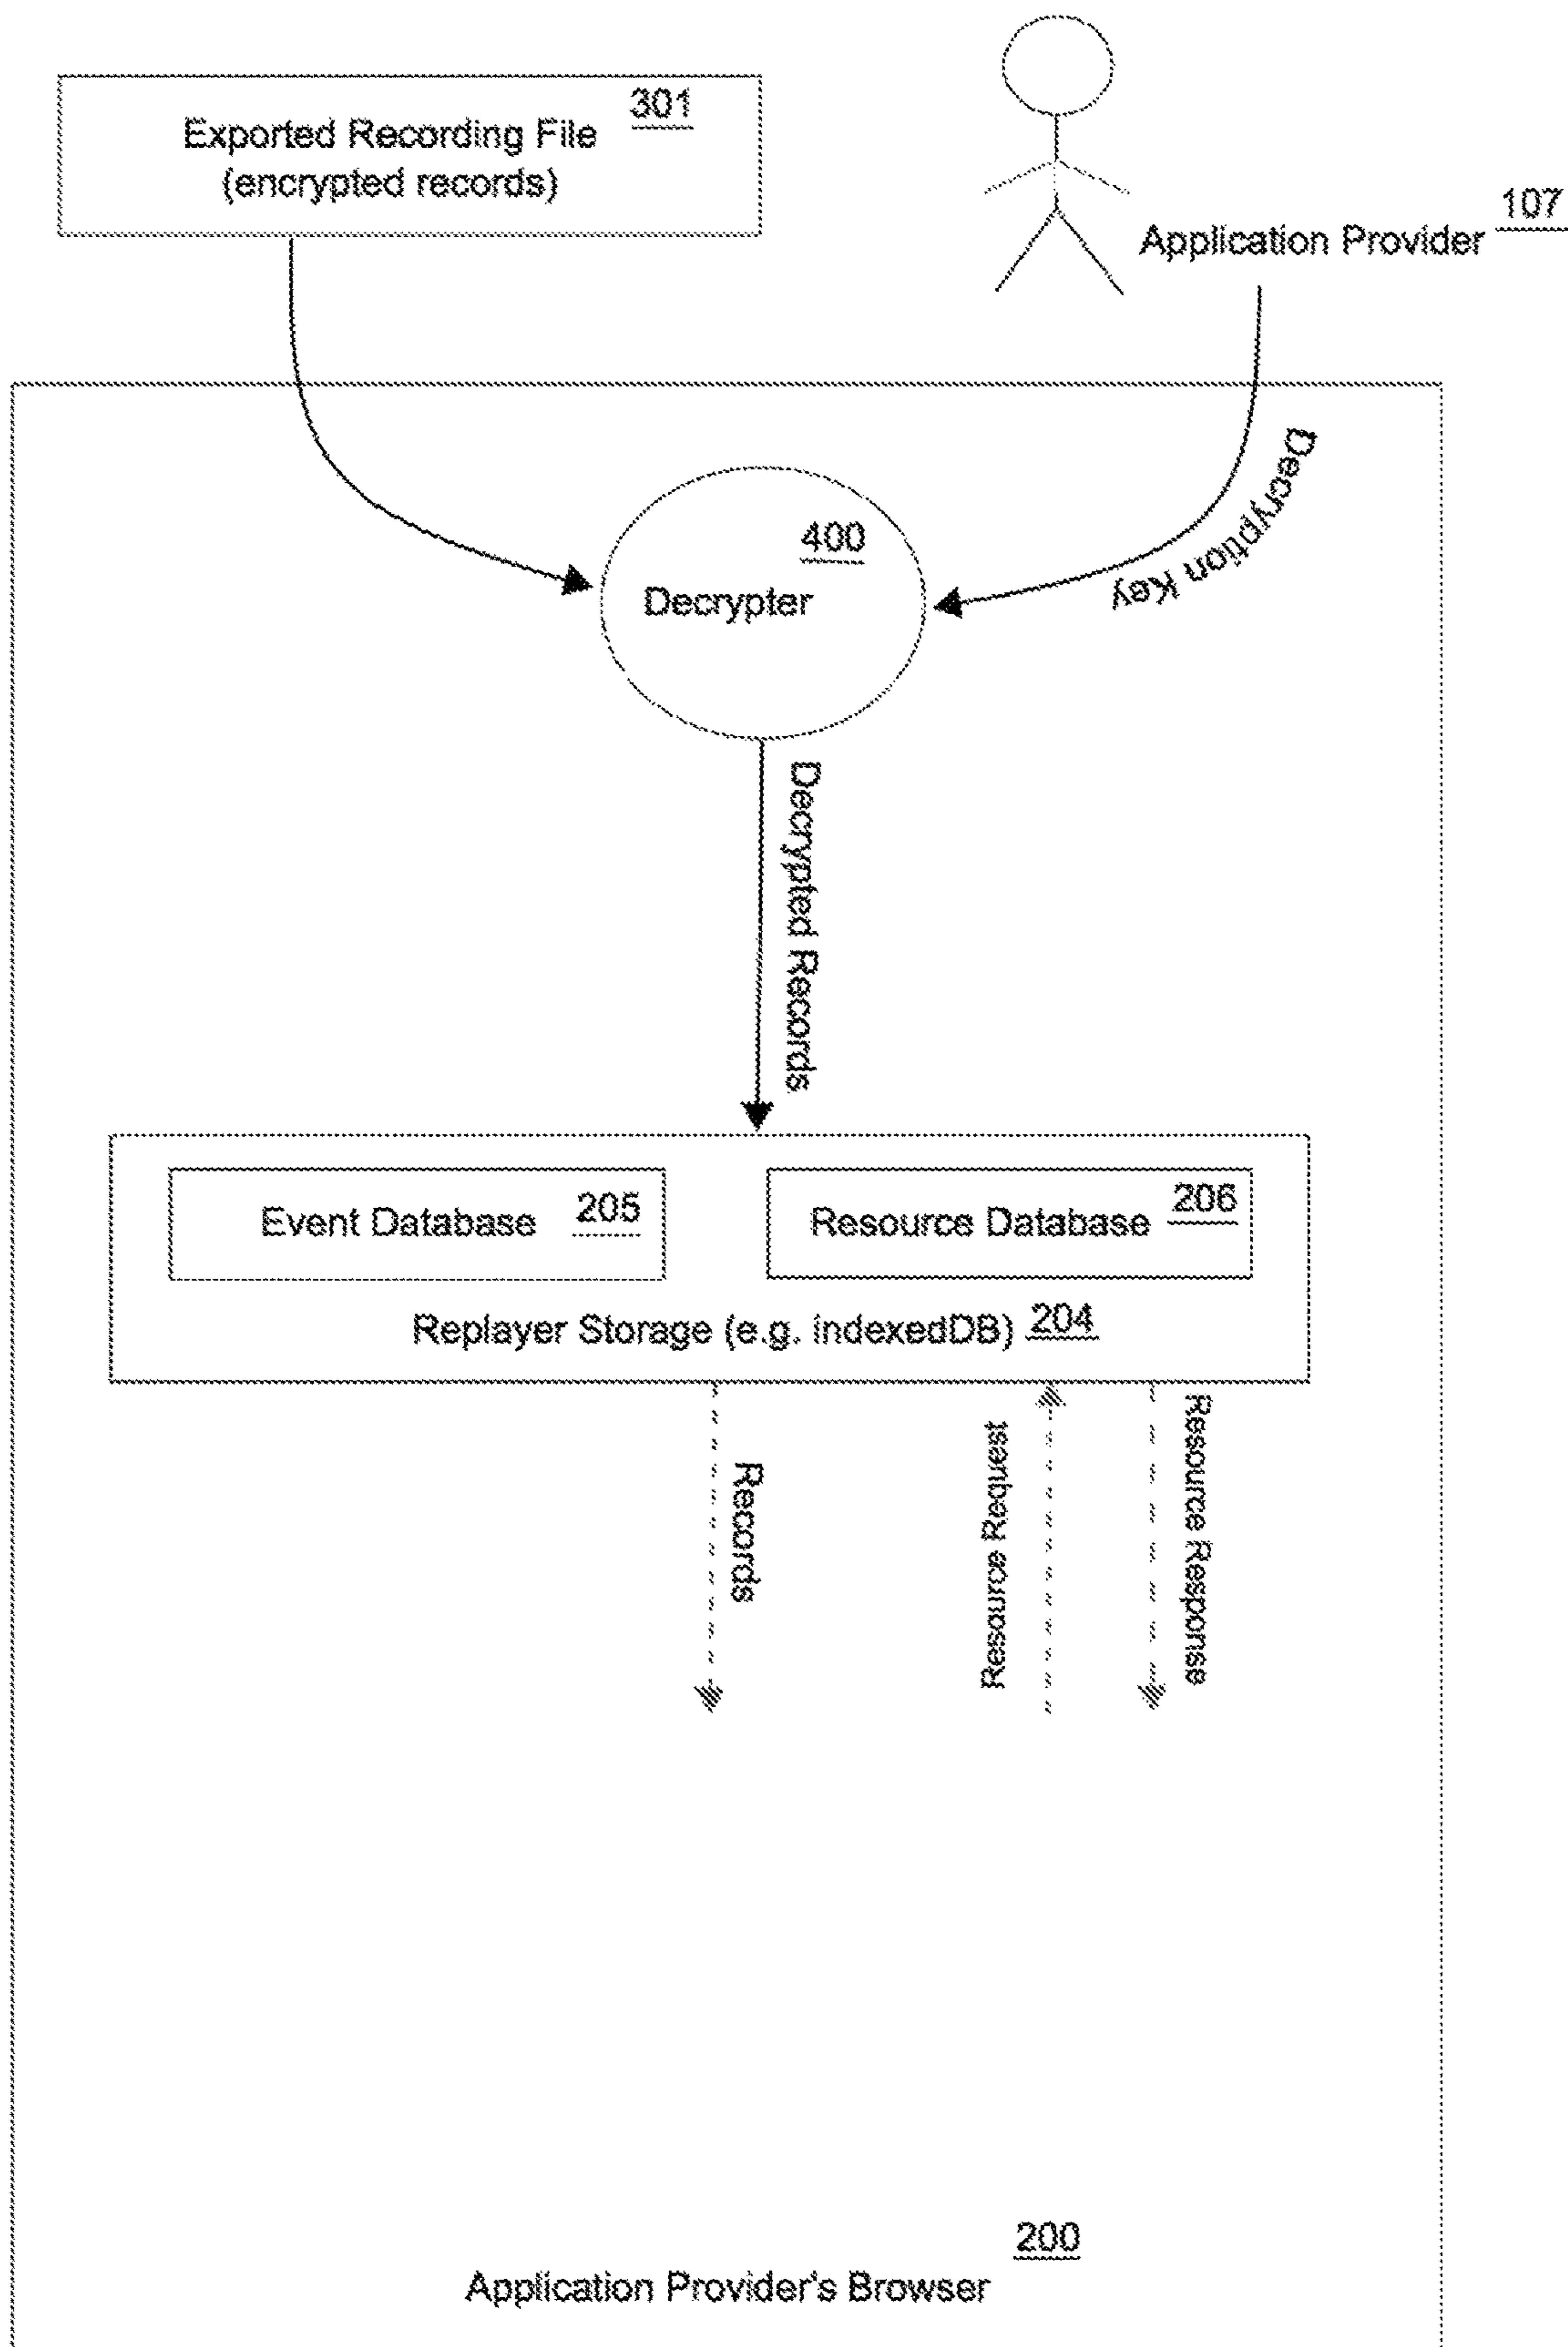 301
Exported Recording File
(encrypted records)
107
Application Provider
Decryption Key
400
Decrypter
Decrypted Records
Event Database 205
Resource Database 206
Replayer Storage (e.g. indexedDB) 204
Records
Resource Request
Resource Response
200
Application Provider's Browser